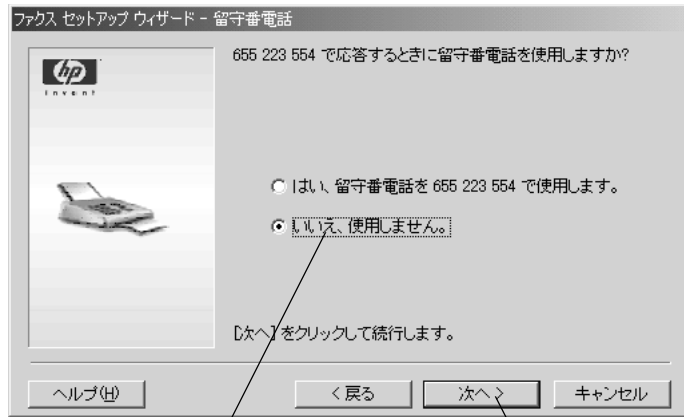 ファクス セットアップ ウィザード - 留守番電話
hp
invent
655 223 554 で応答するときに留守番電話を使用しますか?
はい、留守番電話を 655 223 554 で使用します。
いいえ、使用しません。
[次へ] をクリックして続行します。
ヘルプ(H)
< 戻る
次へ >
キャンセル